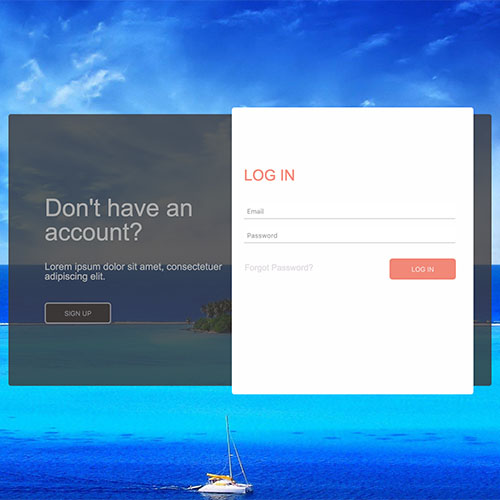 Don't have an
account?
Lorem ipsum dolor sit amet, consectetuer
adipiscing elit.
SIGN UP
LOG IN
Email
Password
Forgot Password?
LOG IN